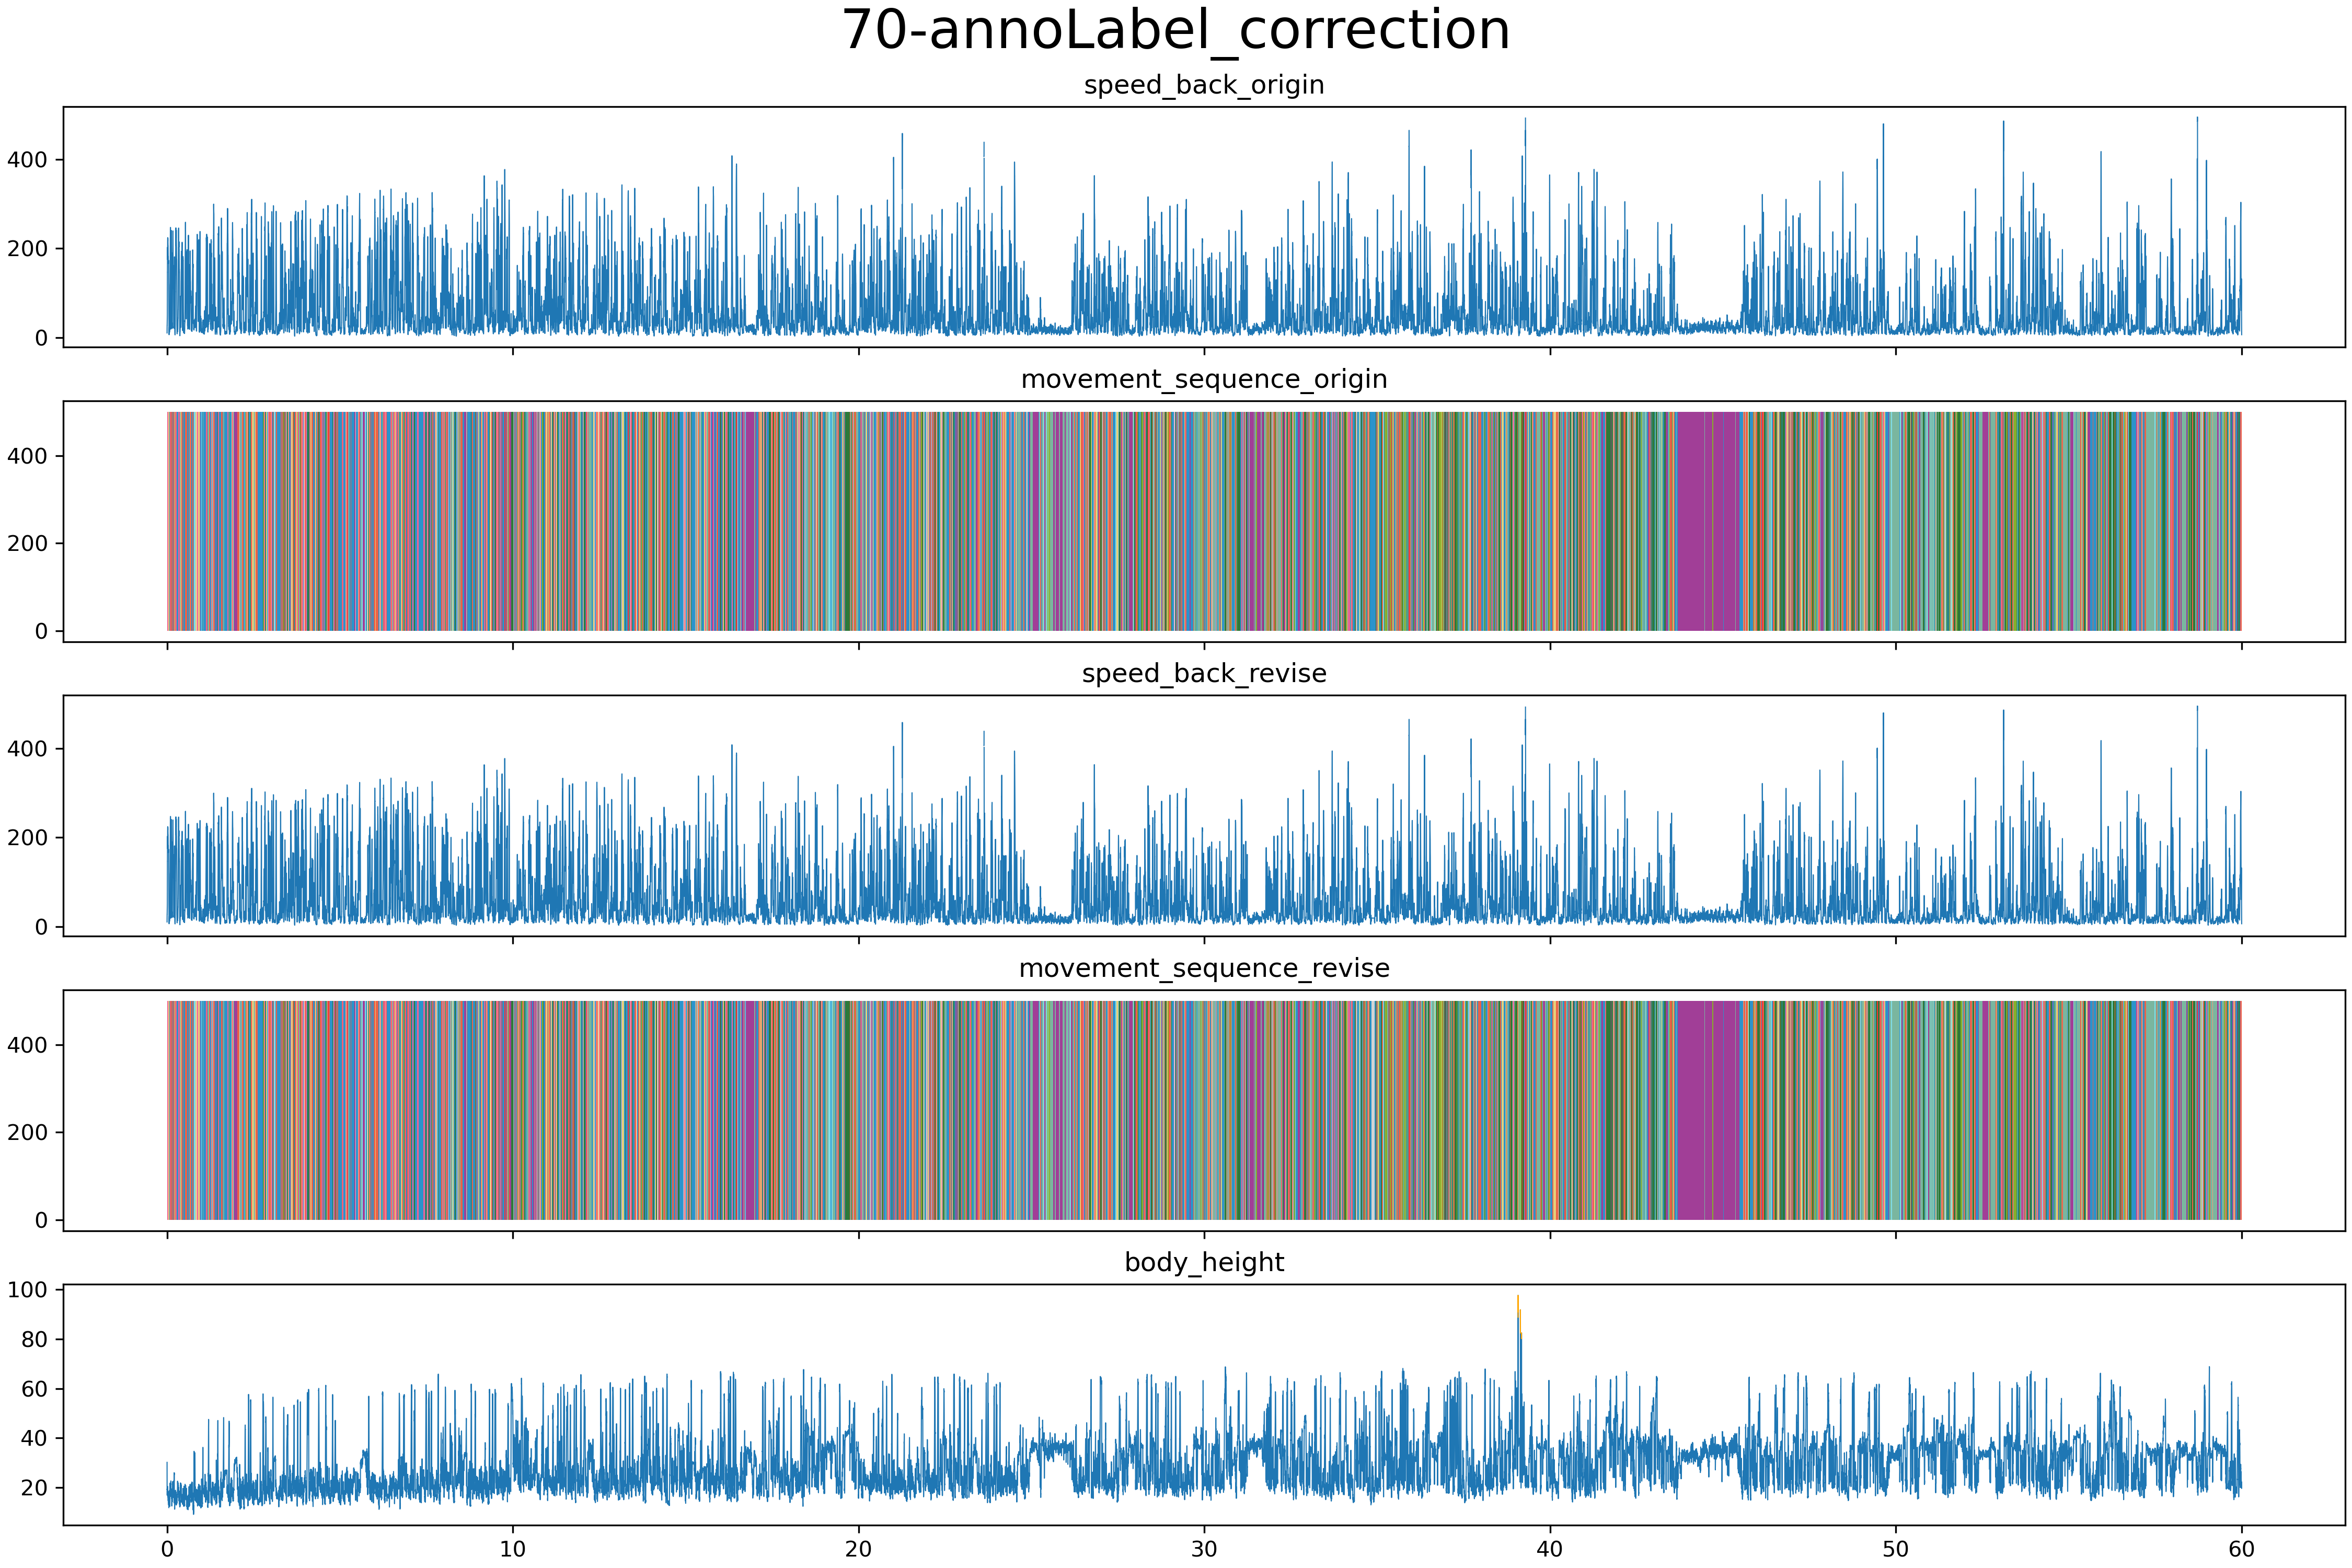 70-annoLabel_correction
speed_back_origin
400
200
0
movement_sequence_origin
400
200
0
speed_back_revise
400
200
0
movement_sequence_revise
400
200
0
body_height
100
80
60
40
20
0 10 20 30 40 50 60